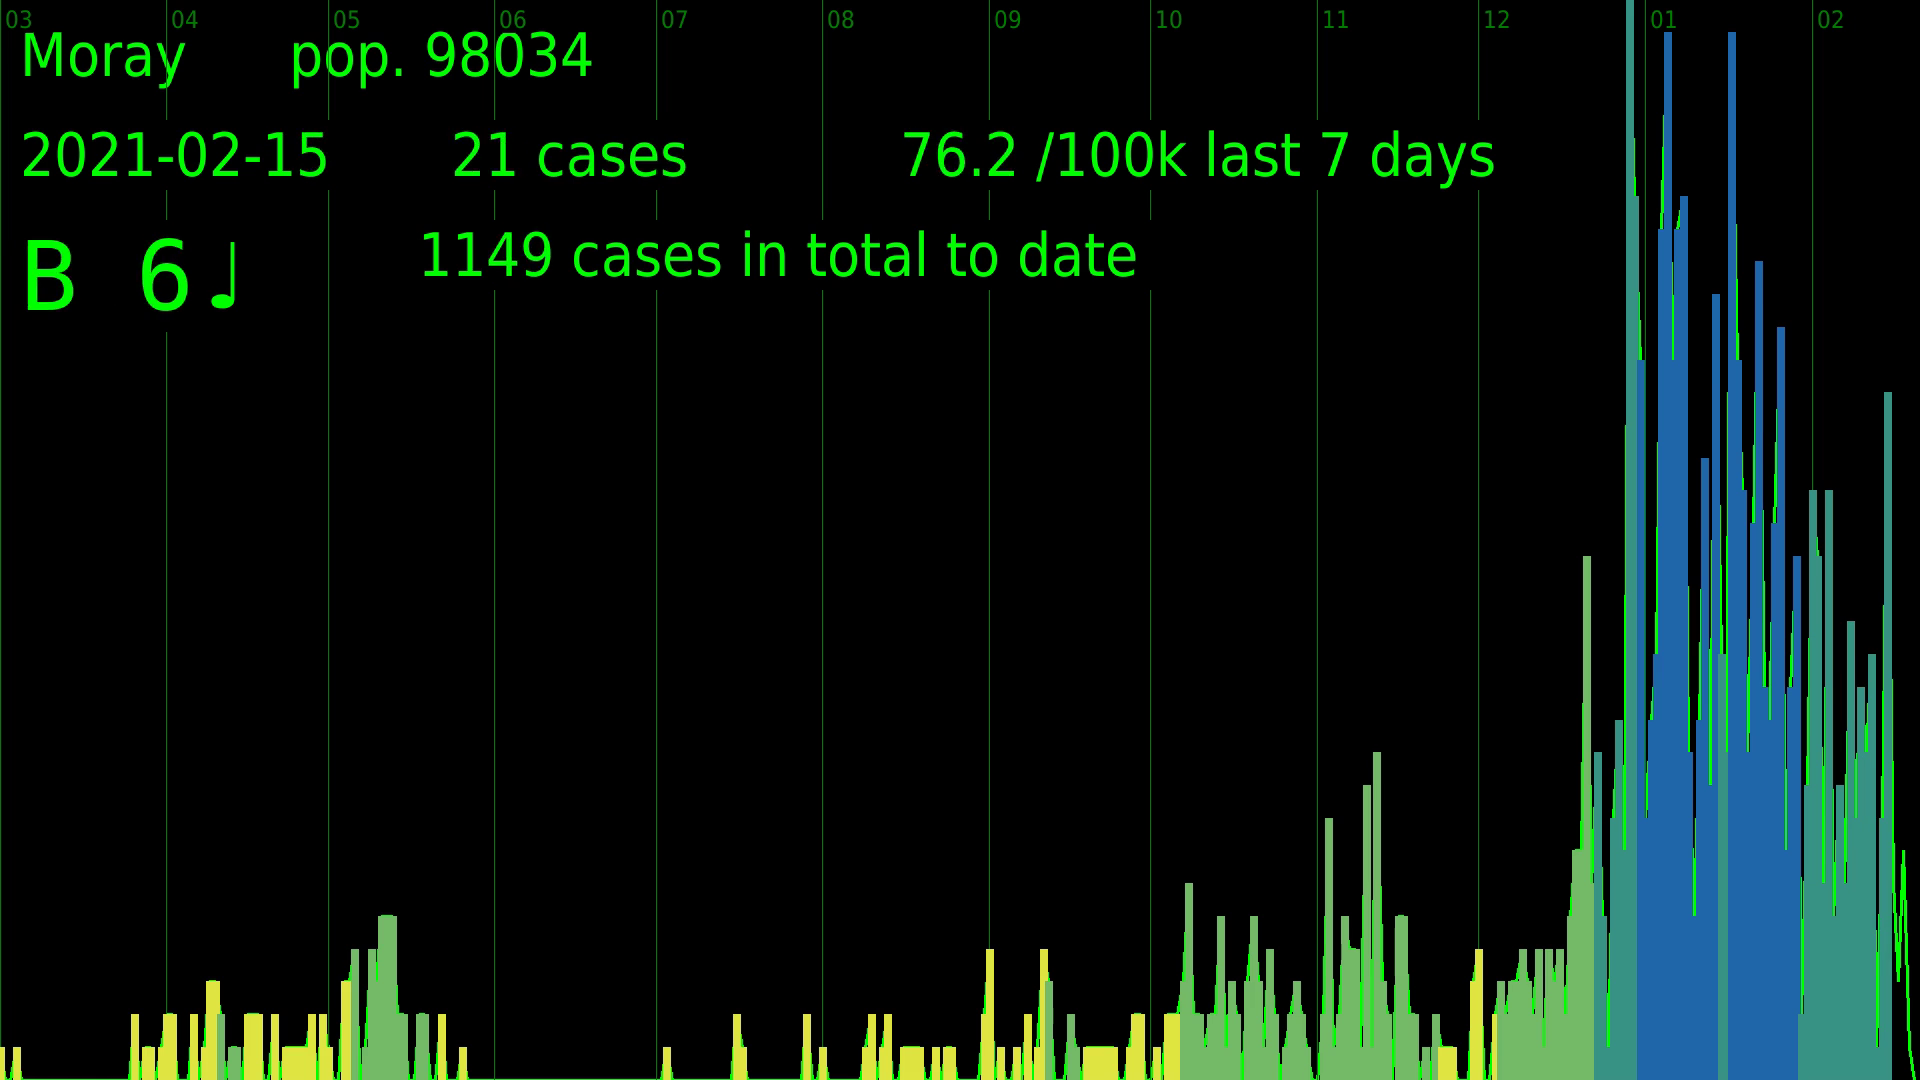 03 04 05 06 07 08 09 10 11 12 01 02
Moray pop. 98034
2021-02-15 21 cases 76.2 /100k last 7 days
B 6♩ 1149 cases in total to date